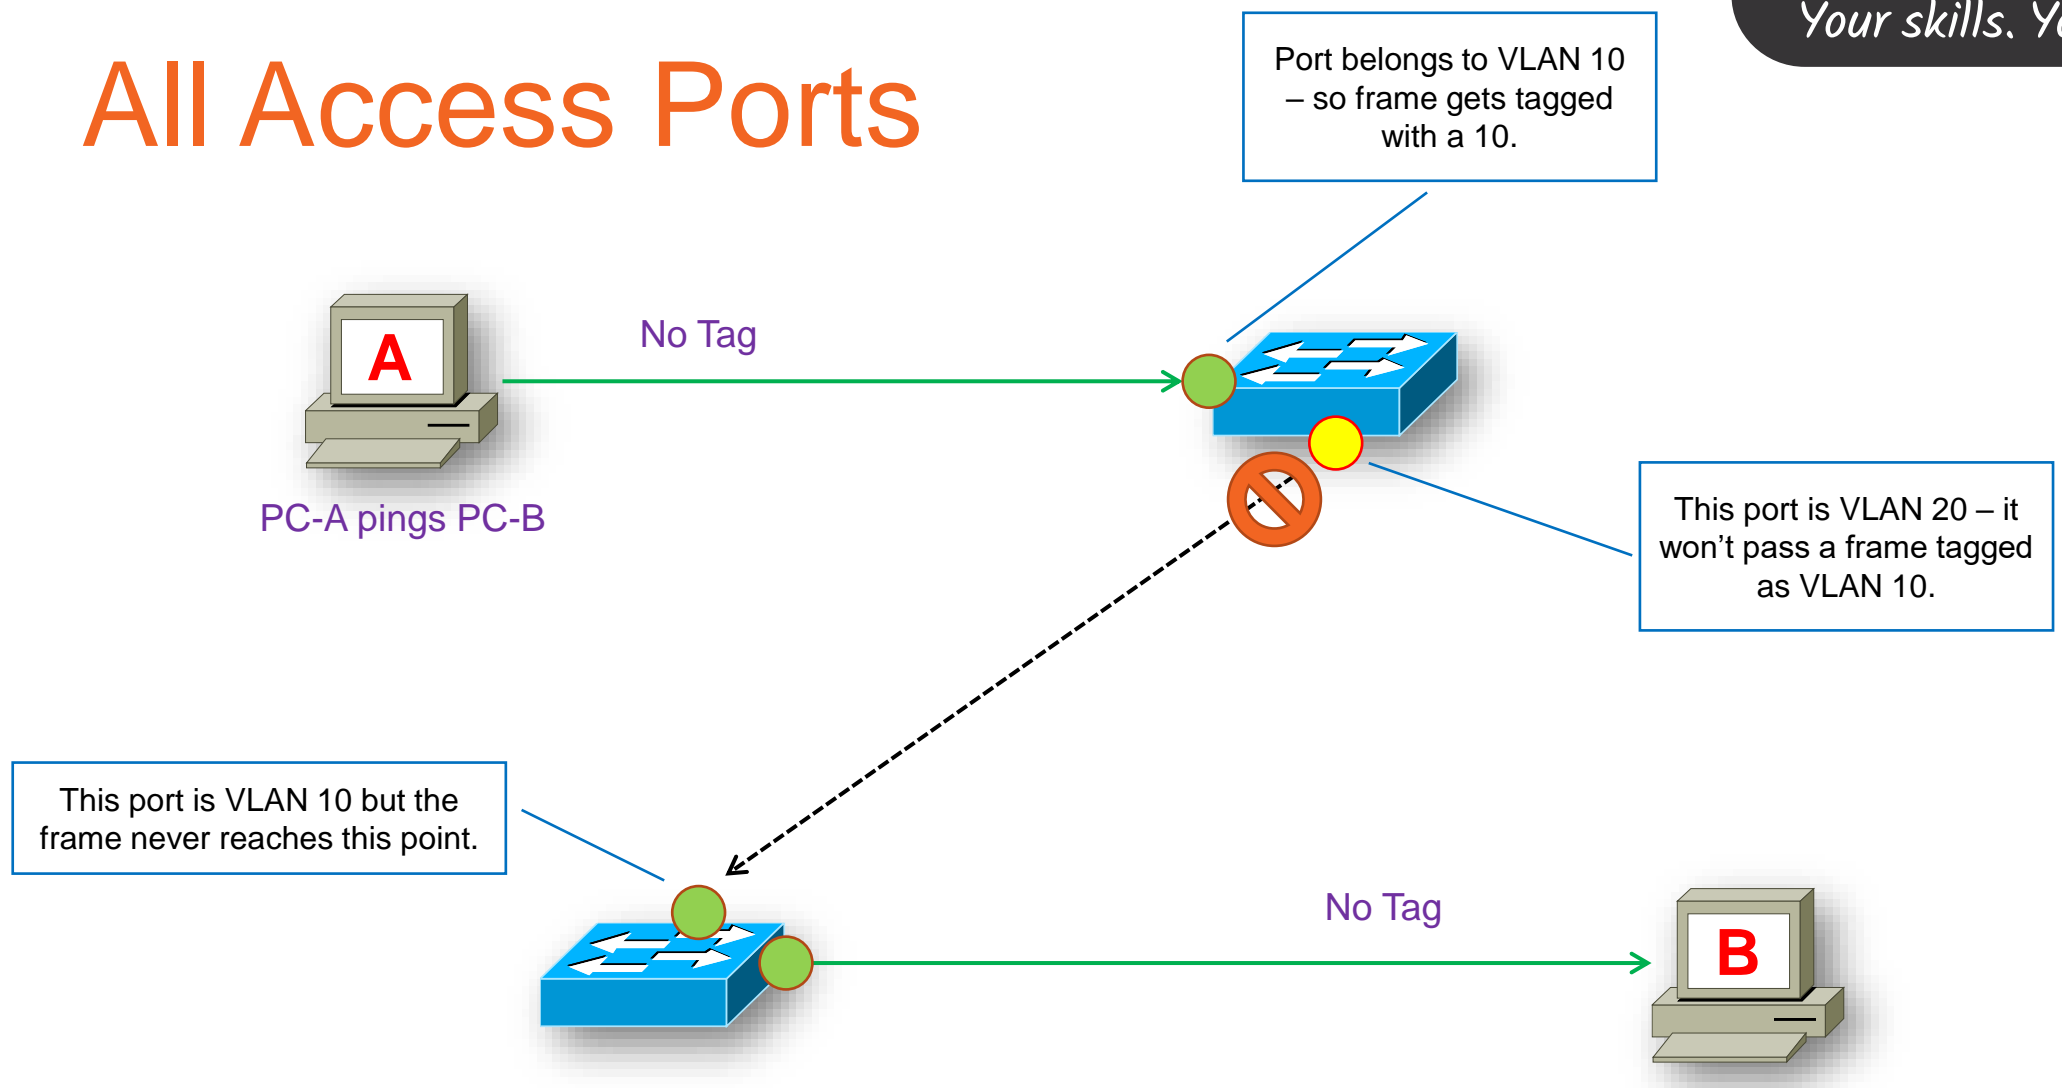 Your skills. Yo
All Access Ports
Port belongs to VLAN 10
– so frame gets tagged
with a 10.
No Tag
A
PC-A pings PC-B
This port is VLAN 20 – it
won't pass a frame tagged
as VLAN 10.
This port is VLAN 10 but the
frame never reaches this point.
No Tag
B